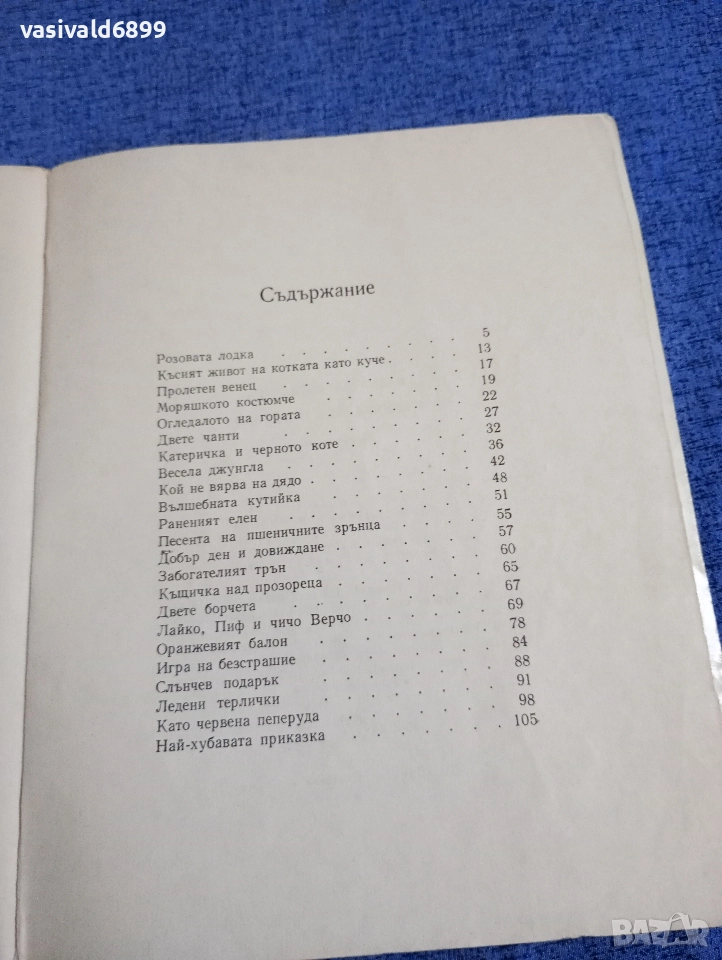 vasivald6899
Съдържание
Розовата лодка . . . . . . . . 5
Късият живот на котката като куче . . . . 13
Пролетен венец . . . . . . . . 17
Моряшкото костюмче . . . . . . . 19
Огледалото на гората . . . . . . . 22
Двете чанти . . . . . . . . 27
Катеричка и черното коте . . . . . . 32
Весела джунгла . . . . . . . . 36
Кой не вярва на дядо . . . . . . . 42
Вълшебната кутийка . . . . . . . 48
Раненият елен . . . . . . . . 51
Песента на пшеничните зрънца . . . . . 55
Добър ден и довиждане . . . . . . . 57
Забогателият трън . . . . . . . . 60
Къщичка над прозореца . . . . . . . 65
Двете борчета . . . . . . . . 67
Лайко, Пиф и чичо Верчо . . . . . . 69
Оранжевият балон . . . . . . . . 78
Игра на безстрашие . . . . . . . 84
Слънчев подарък . . . . . . . . 88
Ледени терлички . . . . . . . . 91
Като червена пеперуда . . . . . . . 98
Най-хубавата приказка . . . . . . . 105
BAZAR